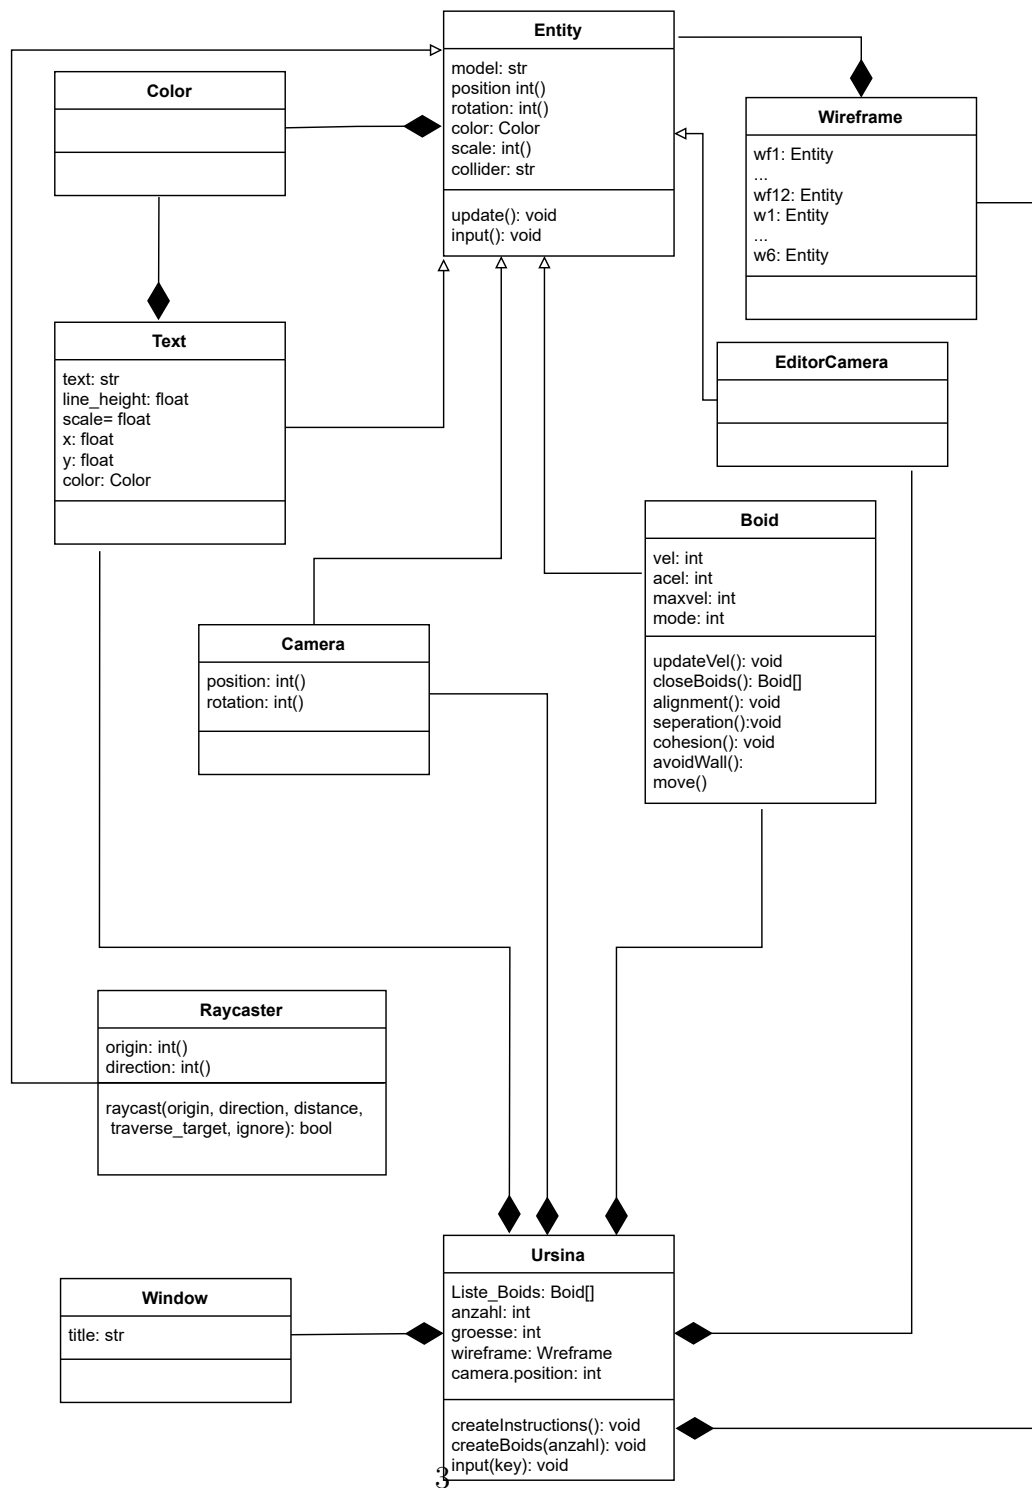 Entity
model: str
position int()
rotation: int()
color: Color
scale: int()
collider: str
update(): void
input(): void
Color
Wireframe
wf1: Entity
...
wf12: Entity
w1: Entity
...
w6: Entity
Text
text: str
line_height: float
scale= float
x: float
y: float
color: Color
EditorCamera
Boid
vel: int
acel: int
maxvel: int
mode: int
updateVel(): void
closeBoids(): Boid[]
alignment(): void
seperation():void
cohesion(): void
avoidWall():
move()
Camera
position: int()
rotation: int()
Raycaster
origin: int()
direction: int()
raycast(origin, direction, distance,
traverse_target, ignore): bool
Ursina
Liste_Boids: Boid[]
anzahl: int
groesse: int
wireframe: Wreframe
camera.position: int
createInstructions(): void
createBoids(anzahl): void
input(key): void
Window
title: str
3